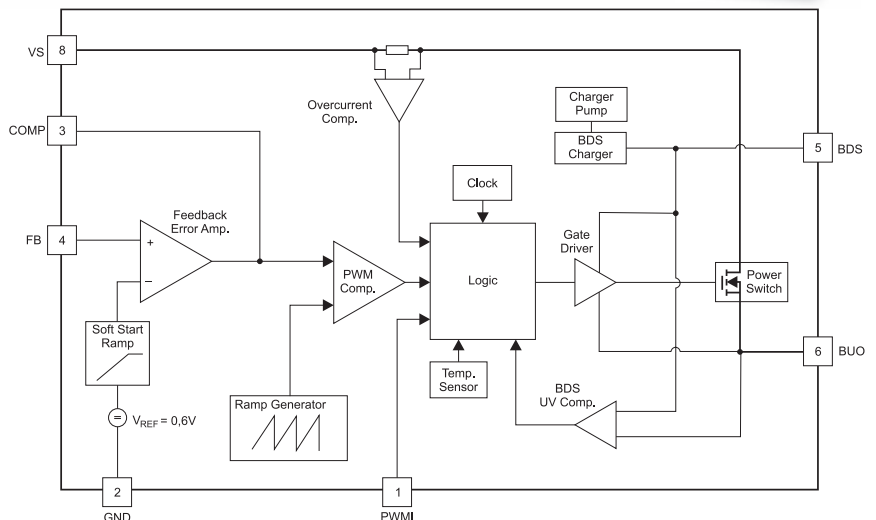 VS
8
COMP
3
FB
4
Overcurrent
Comp.
Charger
Pump
BDS
Charger
5
BDS
Clock
Feedback
Error Amp.
+
−
PWM
Comp.
Logic
Gate
Driver
Power
Switch
Soft Start
Ramp
=
VREF = 0,6V
Ramp Generator
Temp.
Sensor
BDS
UV Comp.
6
BUO
2
GND
1
PWMI